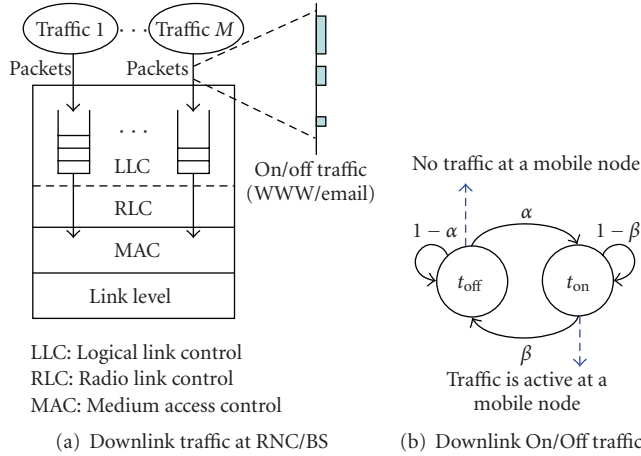 Traffic 1
· · ·
Traffic M
Packets
Packets
· · ·
LLC
RLC
MAC
Link level
On/off traffic
(WWW/email)
LLC: Logical link control
RLC: Radio link control
MAC: Medium access control
(a) Downlink traffic at RNC/BS
No traffic at a mobile node
α
1 − α
1 − β
t_off
t_on
β
Traffic is active at a
mobile node
(b) Downlink On/Off traffic